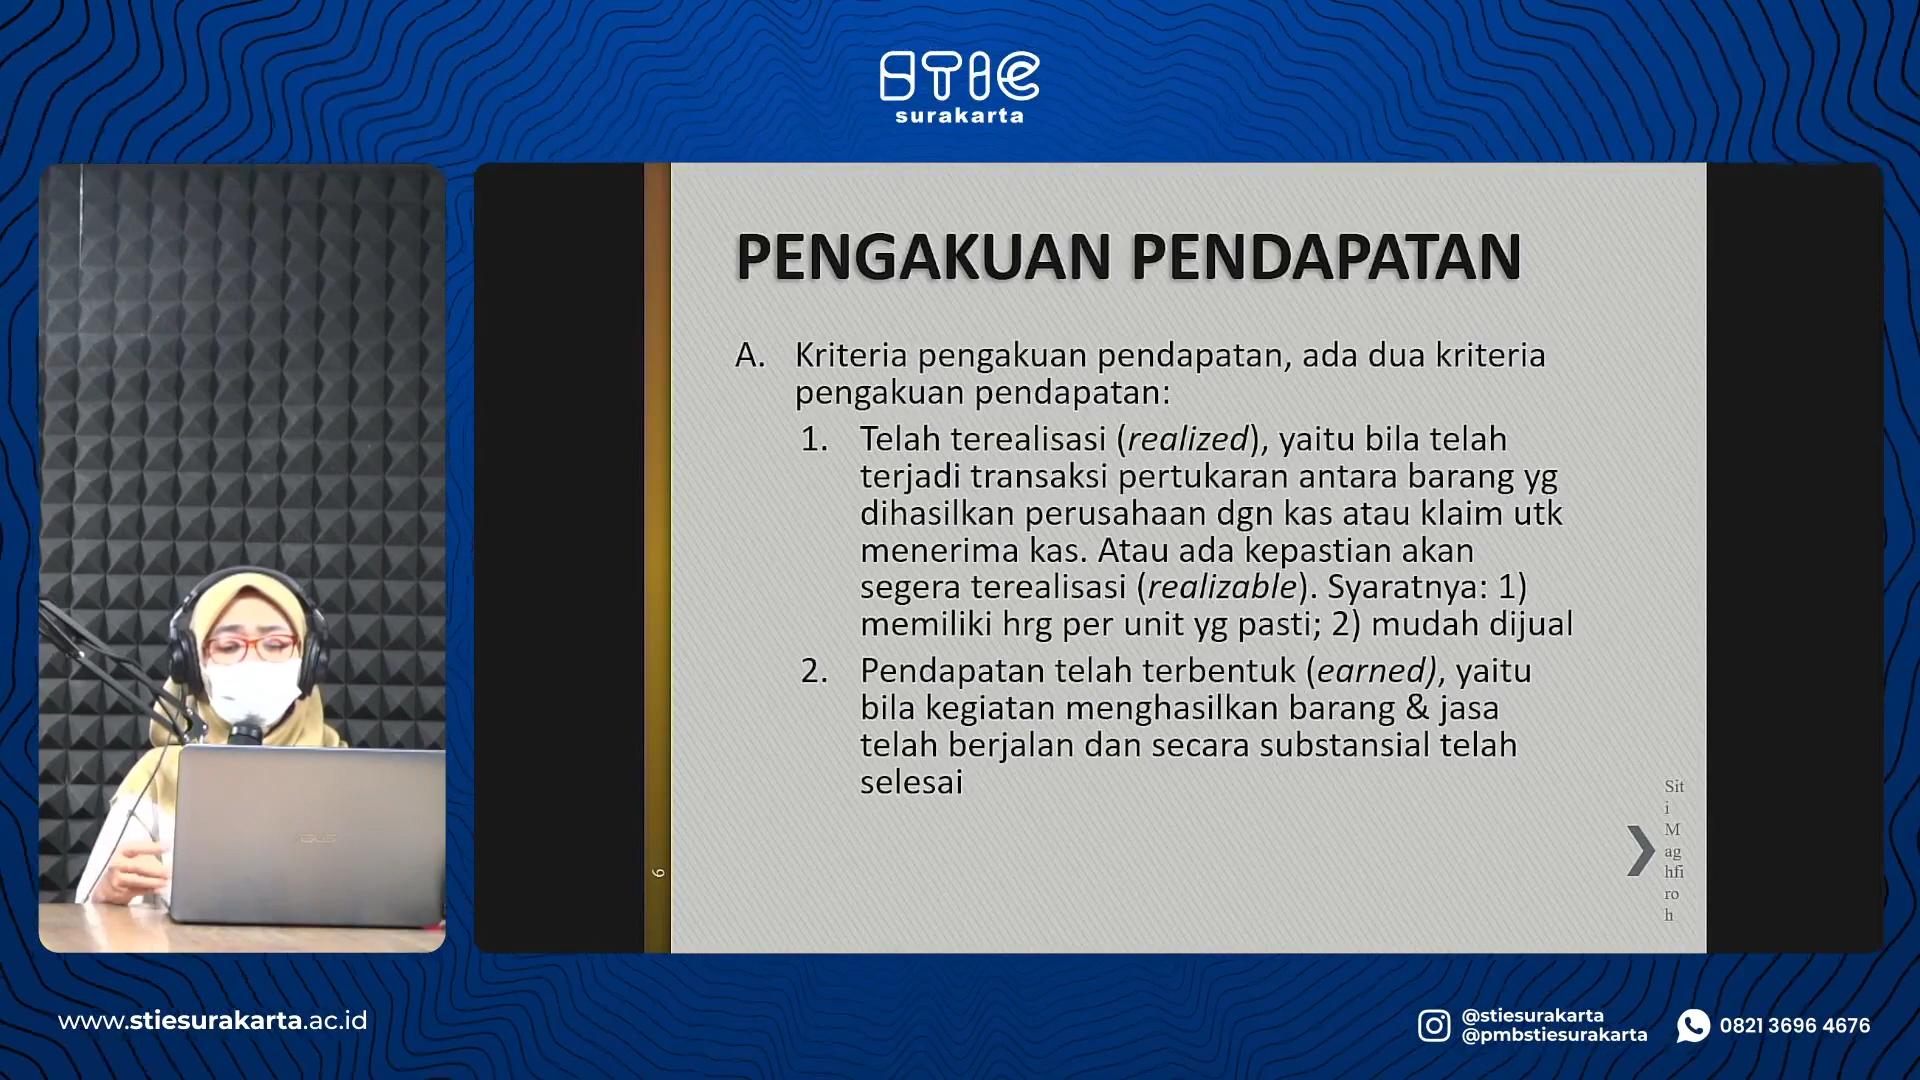 STIE
surakarta
PENGAKUAN PENDAPATAN
A. Kriteria pengakuan pendapatan, ada dua kriteria
pengakuan pendapatan:
1. Telah terealisasi (realized), yaitu bila telah
terjadi transaksi pertukaran antara barang yg
dihasilkan perusahaan dgn kas atau klaim utk
menerima kas. Atau ada kepastian akan
segera terealisasi (realizable). Syaratnya: 1)
memiliki hrg per unit yg pasti; 2) mudah dijual
2. Pendapatan telah terbentuk (earned), yaitu
bila kegiatan menghasilkan barang & jasa
telah berjalan dan secara substansial telah
selesai
Sit
i
M
ag
hfi
ro
h
6
ASUS
www.stiesurakarta.ac.id
@stiesurakarta
@pmbstiesurakarta
0821 3696 4676